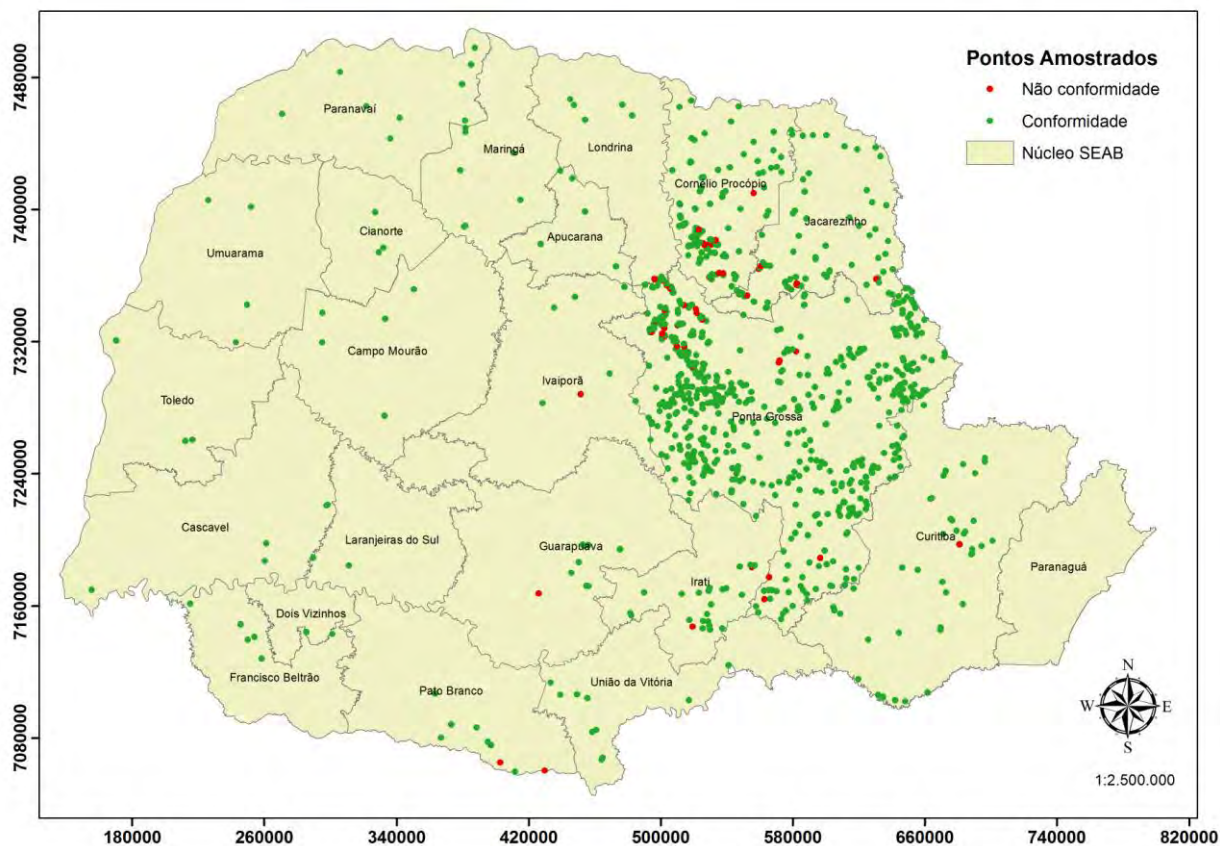 Pontos Amostrados
Não conformidade
Conformidade
Núcleo SEAB
Paranavaí
Maringá
Londrina
Cornélio Procópio
Jacarezinho
Umuarama
Cianorte
Apucarana
Campo Mourão
Ivaiporã
Toledo
Ponta Grossa
Cascavel
Laranjeiras do Sul
Guarapuava
Irati
Curitiba
Paranaguá
Dois Vizinhos
Francisco Beltrão
Pato Branco
União da Vitória
N
W
E
S
1:2.500.000
7480000
7400000
7320000
7240000
7160000
7080000
180000 260000 340000 420000 500000 580000 660000 740000 820000